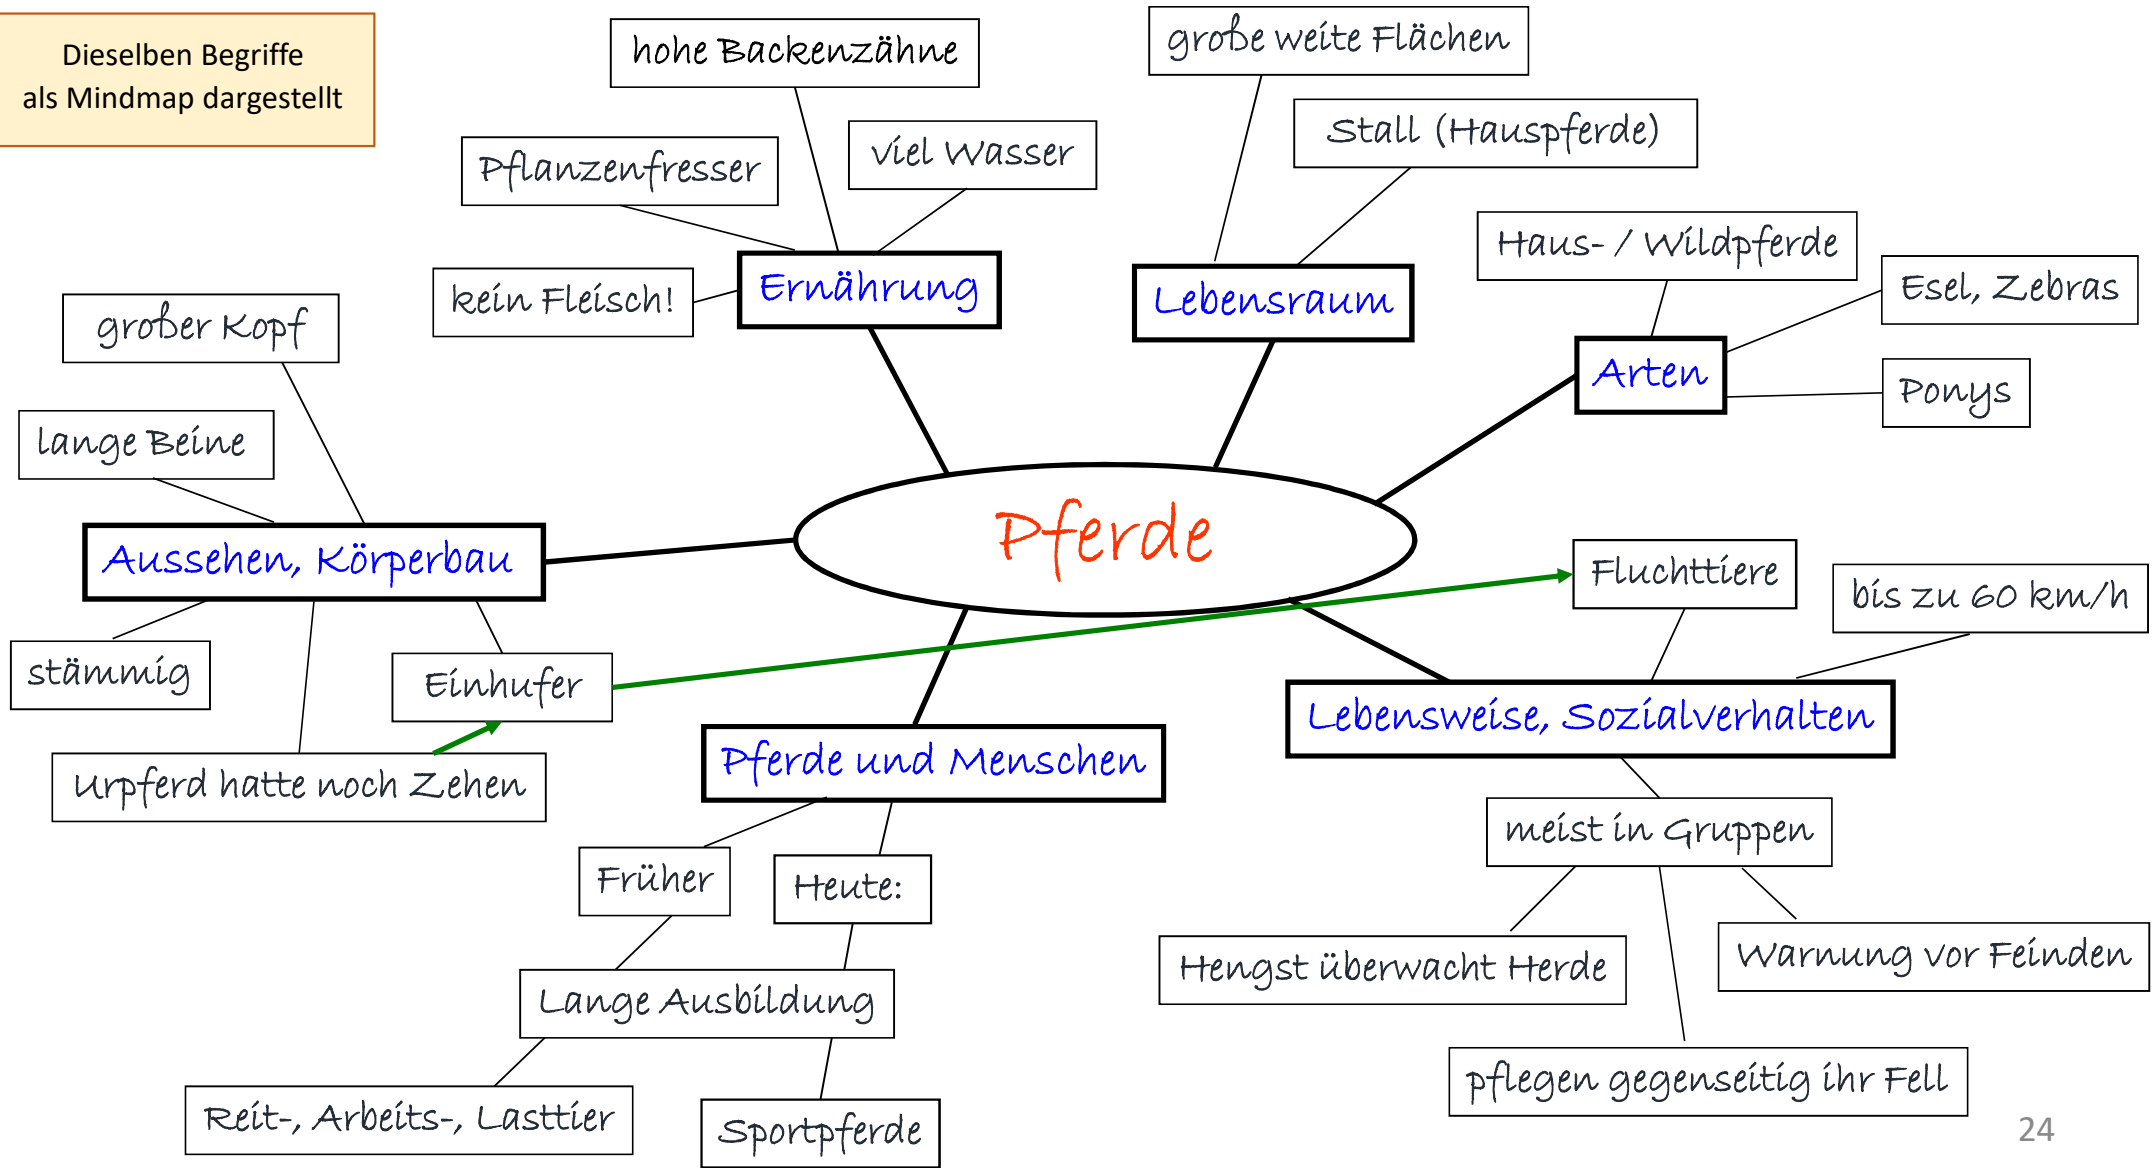 Dieselben Begriffe
als Mindmap dargestellt
hohe Backenzähne
große weite Flächen
Stall (Hauspferde)
Pflanzenfresser
viel Wasser
Haus- / Wildpferde
Esel, Zebras
kein Fleisch!
Ernährung
Lebensraum
großer Kopf
Arten
Ponys
lange Beine
Pferde
Aussehen, Körperbau
Fluchttiere
bis zu 60 km/h
stämmig
Einhufer
Lebensweise, Sozialverhalten
Urpferd hatte noch Zehen
Pferde und Menschen
meist in Gruppen
Früher
Heute:
Hengst überwacht Herde
Warnung vor Feinden
Lange Ausbildung
pflegen gegenseitig ihr Fell
Reit-, Arbeits-, Lasttier
Sportpferde
24